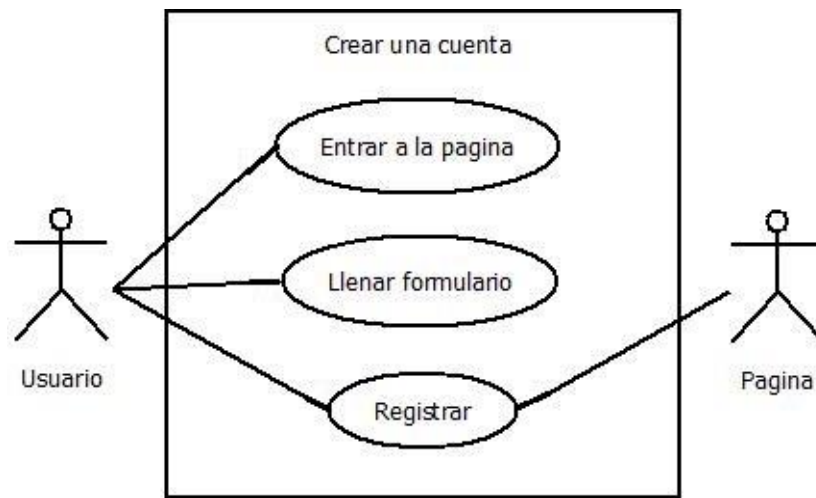 Crear una cuenta
Entrar a la pagina
Llenar formulario
Usuario
Pagina
Registrar